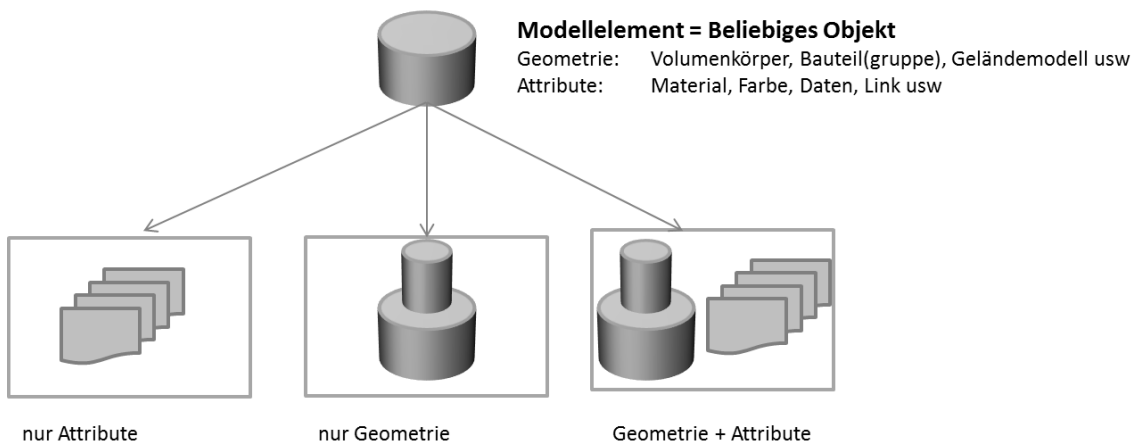 Modellelement = Beliebiges Objekt
Geometrie: Volumenkörper, Bauteil(gruppe), Geländemodell usw
Attribute: Material, Farbe, Daten, Link usw
nur Attribute
nur Geometrie
Geometrie + Attribute